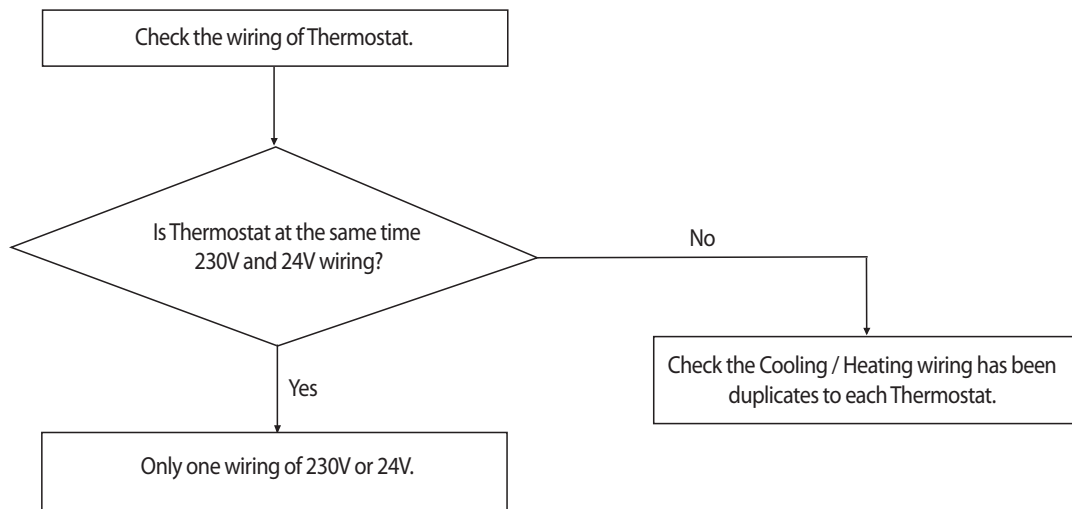 Check the wiring of Thermostat.
Is Thermostat at the same time
230V and 24V wiring?
No
Yes
Check the Cooling / Heating wiring has been
duplicates to each Thermostat.
Only one wiring of 230V or 24V.